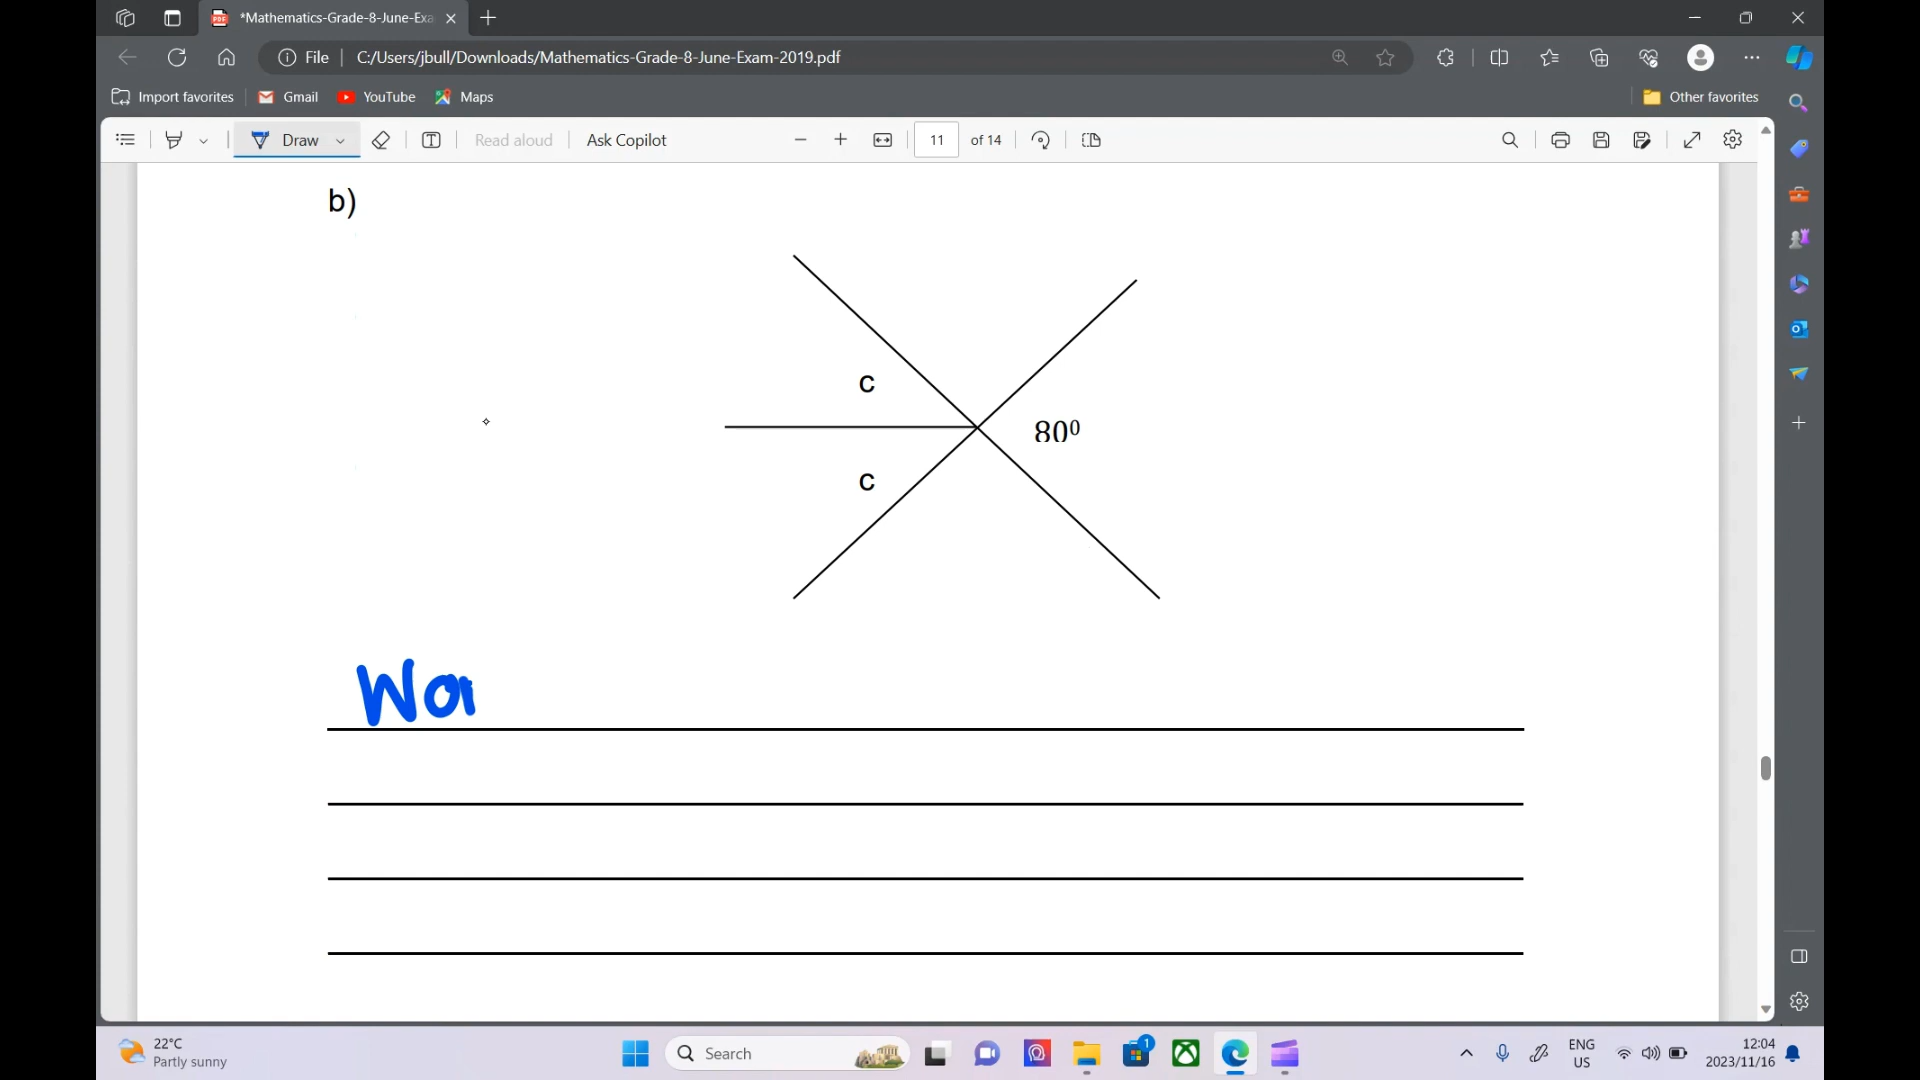 *Mathematics-Grade-8-June-Exa
File
C:/Users/jbull/Downloads/Mathematics-Grade-8-June-Exam-2019.pdf
Import favorites
Gmail
YouTube
Maps
Other favorites
Draw
Read aloud
Ask Copilot
11
of 14
b)
c
80⁰
c
22°C
Partly sunny
Search
1
ENG
US
12:04
2023/11/16